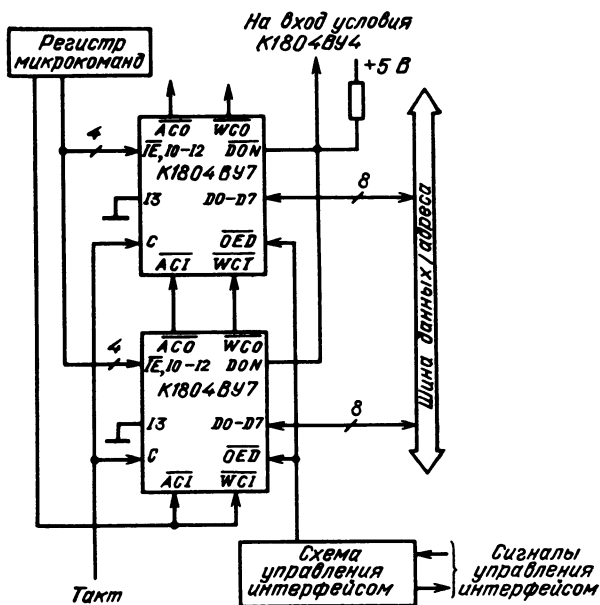 На вход условия
К1804ВУ4
Регистр
микрокоманд
+5 В
4
ACO WCO
IE, I0-I2 DON
К1804ВУ7
I3 D0-D7
8
C OED
ACI WCI
Шина данных/адреса
4
ACO WCO
IE, I0-I2 DON
К1804ВУ7
I3 D0-D7
8
C OED
ACI WCI
Такт
Схема
управления
интерфейсом
Сигналы
управления
интерфейсом